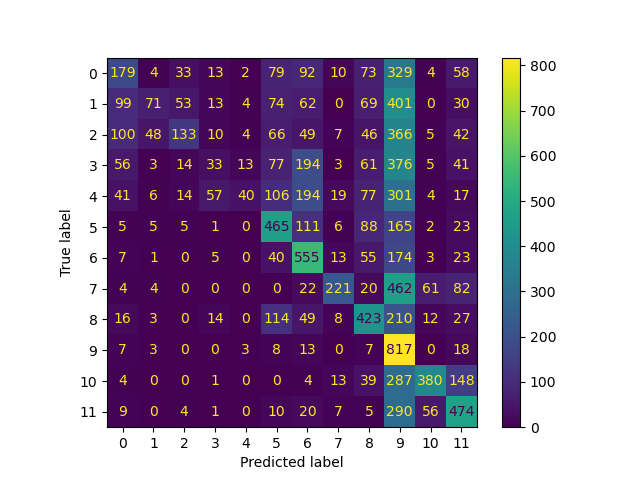 0 179 4 33 13 2 79 92 10 73 329 4 58
1 99 71 53 13 4 74 62 0 69 401 0 30
2 100 48 133 10 4 66 49 7 46 366 5 42
3 56 3 14 33 13 77 194 3 61 376 5 41
4 41 6 14 57 40 106 194 19 77 301 4 17
5 5 5 5 1 0 465 111 6 88 165 2 23
6 7 1 0 5 0 40 555 13 55 174 3 23
7 4 4 0 0 0 0 22 221 20 462 61 82
8 16 3 0 14 0 114 49 8 423 210 12 27
9 7 3 0 0 3 8 13 0 7 817 0 18
10 4 0 0 1 0 0 4 13 39 287 380 148
11 9 0 4 1 0 10 20 7 5 290 56 474
0 1 2 3 4 5 6 7 8 9 10 11
Predicted label
True label
800
700
600
500
400
300
200
100
0